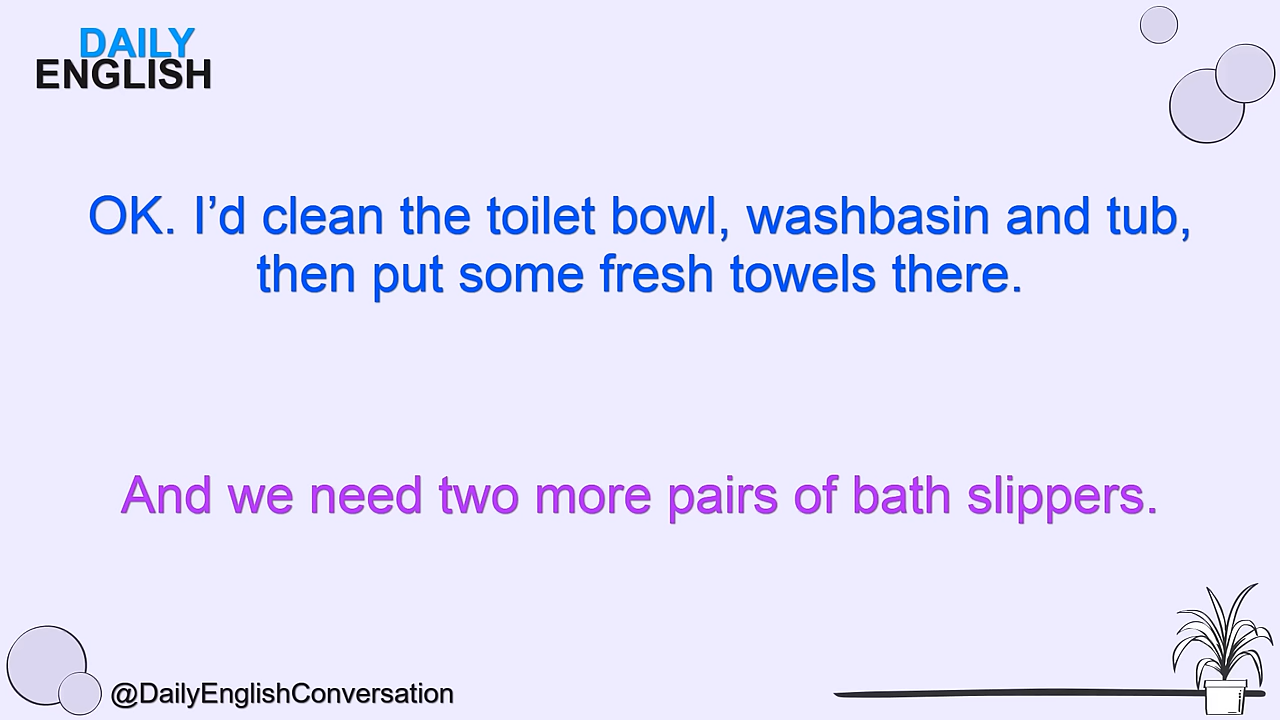 DAILY
ENGLISH
OK. I’d clean the toilet bowl, washbasin and tub,
then put some fresh towels there.
And we need two more pairs of bath slippers.
@DailyEnglishConversation